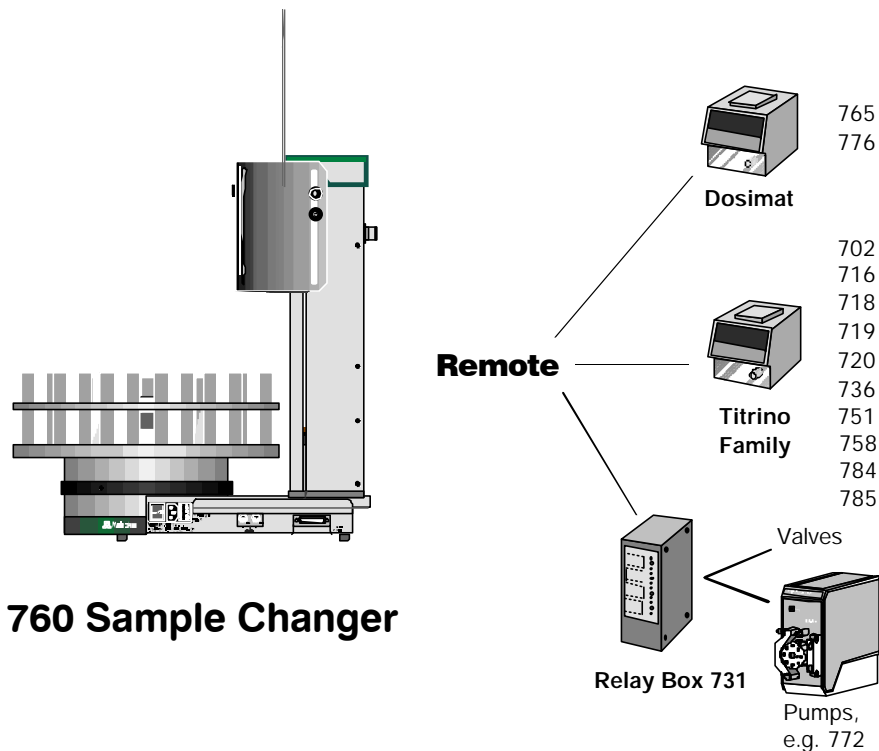 765
776
Dosimat
702
716
718
719
720
736
751
758
784
785
Remote
Titrino
Family
Valves
760 Sample Changer
Relay Box 731
Pumps,
e.g. 772